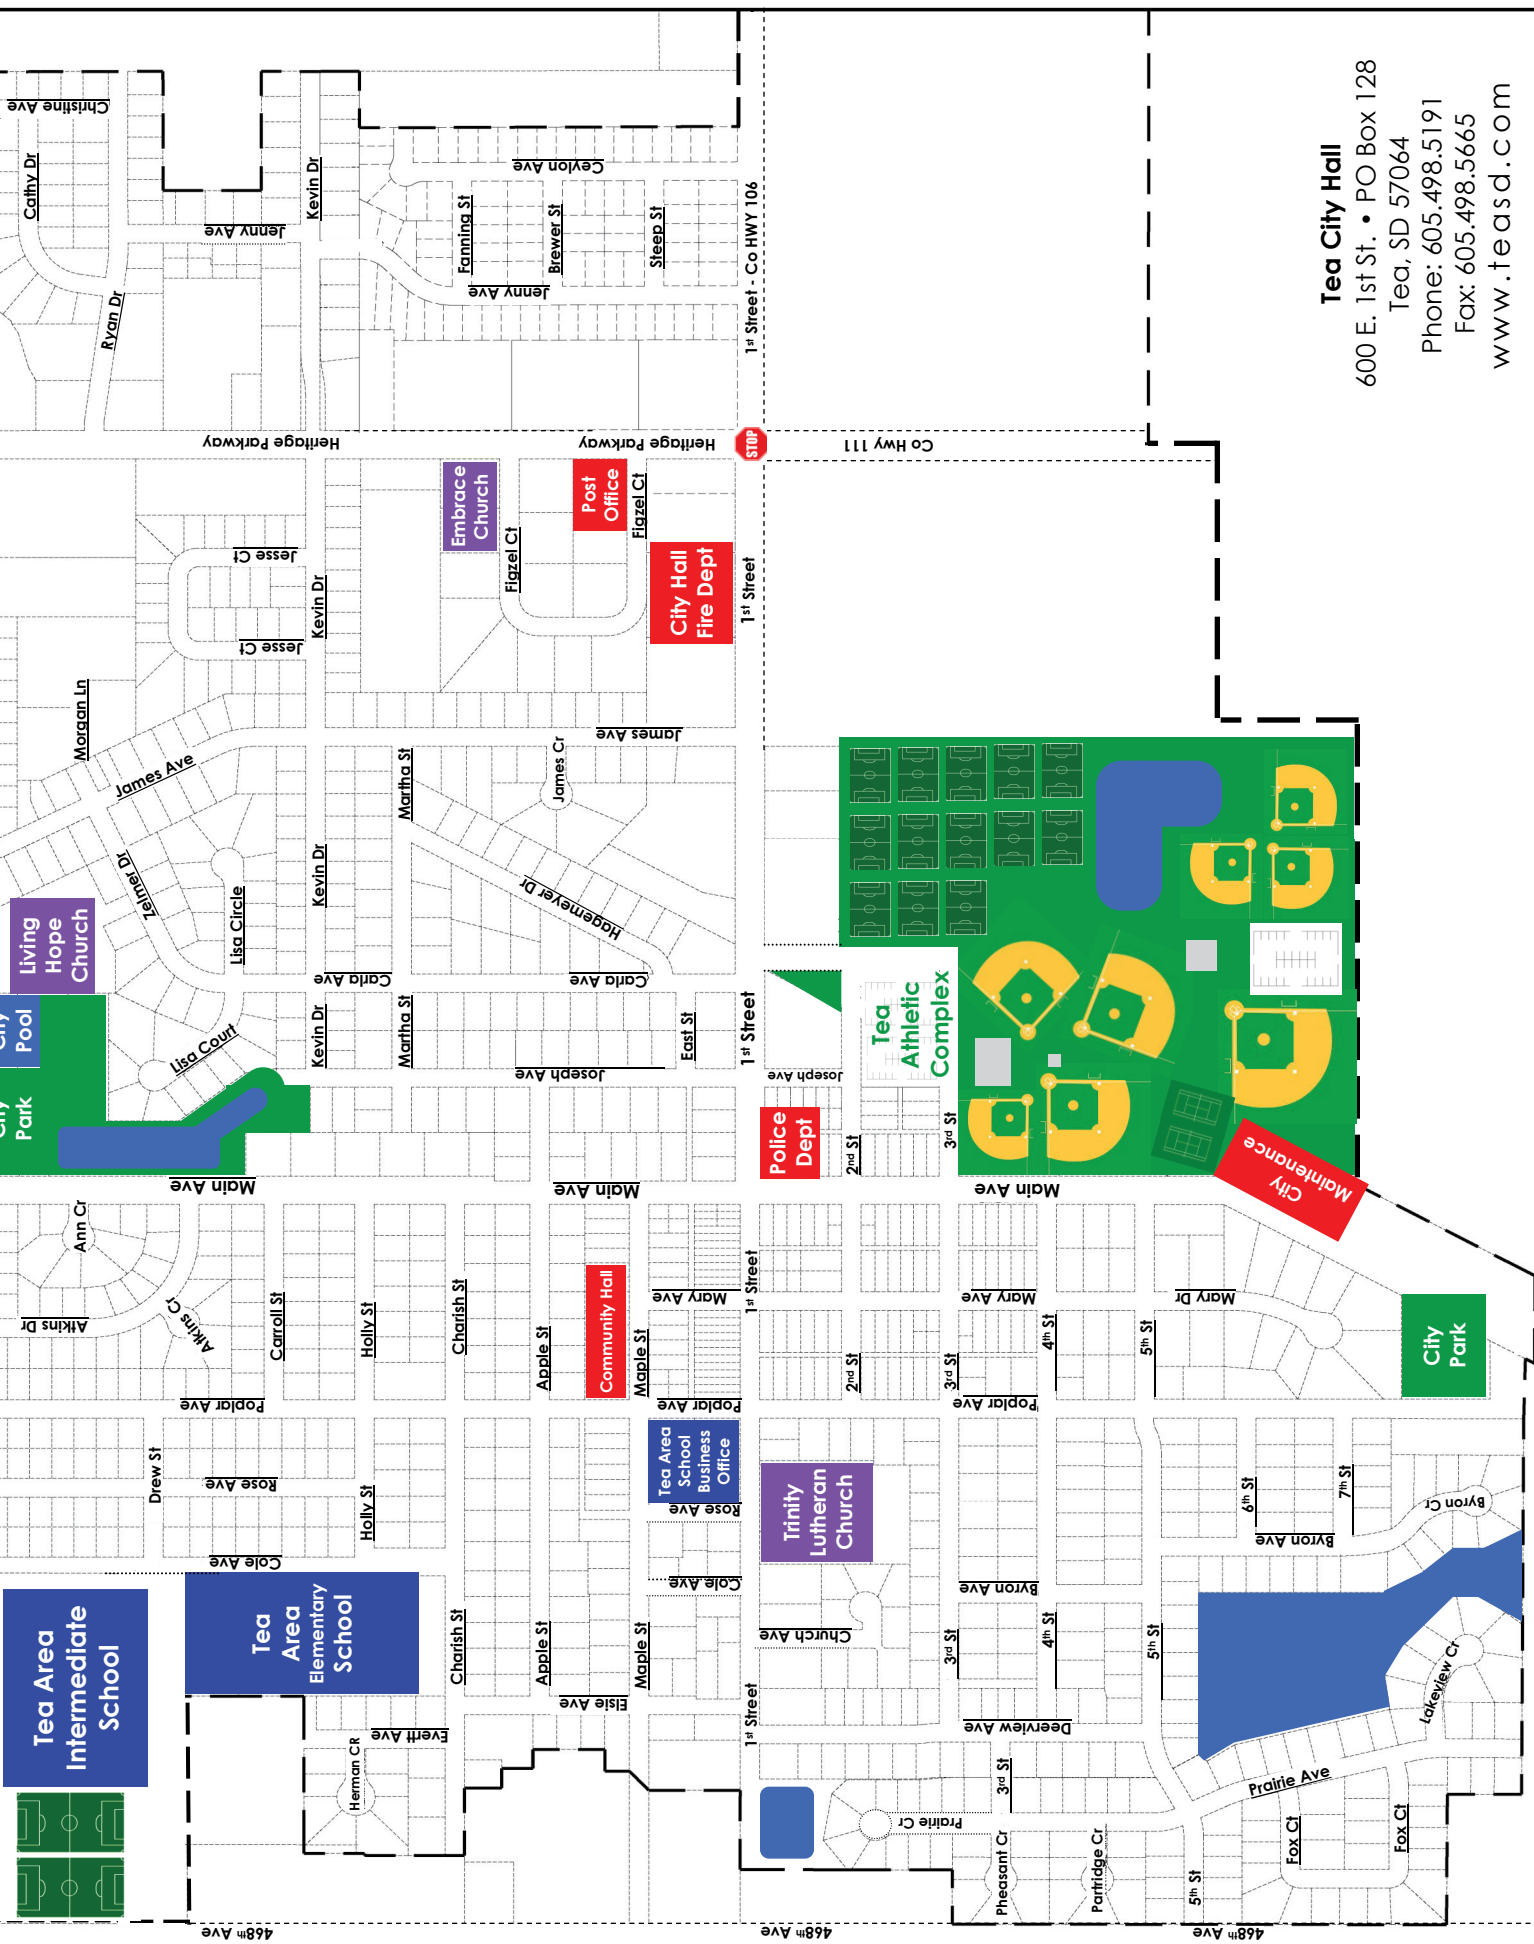 Christine Ave
Cathy Dr
Ryan Dr
Jenny Ave
Kevin Dr
Ceylon Ave
Fanning St
Brewer St
Steep St
Jenny Ave
1st Street - Co HWY 106
Heritage Parkway
Heritage Parkway
STOP
Co Hwy 111
Tea City Hall
600 E. 1st St. • PO Box 128
Tea, SD 57064
Phone: 605.498.5191
Fax: 605.498.5665
www.teasd.com
Embrace
Church
Post
Office
Figzel Ct
Figzel Ct
City Hall
Fire Dept
1st Street
Jesse Ct
Jesse Ct
Kevin Dr
Morgan Ln
James Ave
James Ave
James Cr
Martha St
Zelmer Dr
Lisa Circle
Kevin Dr
Hagemeyer Dr
Living
Hope
Church
Carla Ave
Carla Ave
City
Pool
City
Park
Lisa Court
Kevin Dr
Martha St
Joseph Ave
East St
1st Street
Joseph Ave
Tea
Athletic
Complex
Police
Dept
2nd St
3rd St
Main Ave
Main Ave
Main Ave
City
Maintenance
Ann Cr
Atkins Dr
Atkins Cr
Carroll St
Holly St
Charish St
Apple St
Community Hall
Maple St
Mary Ave
1st Street
Mary Ave
Mary Dr
2nd St
3rd St
4th St
5th St
City
Park
Poplar Ave
Poplar Ave
Poplar Ave
Drew St
Rose Ave
Holly St
Cole Ave
Tea Area
School
Business
Office
Rose Ave
Cole Ave
Trinity
Lutheran
Church
Church Ave
Byron Ave
6th St
7th St
Byron Ave
Byron Cr
Tea Area
Intermediate
School
Tea
Area
Elementary
School
Charish St
Apple St
Maple St
Elsie Ave
Everit Ave
Herman CR
1st Street
3rd St
4th St
5th St
Deerview Ave
Lakeview Cr
Prairie Ave
3rd St
Prairie Cr
Pheasant Cr
Partridge Cr
5th St
Fox Ct
Fox Ct
468th Ave
468th Ave
468th Ave